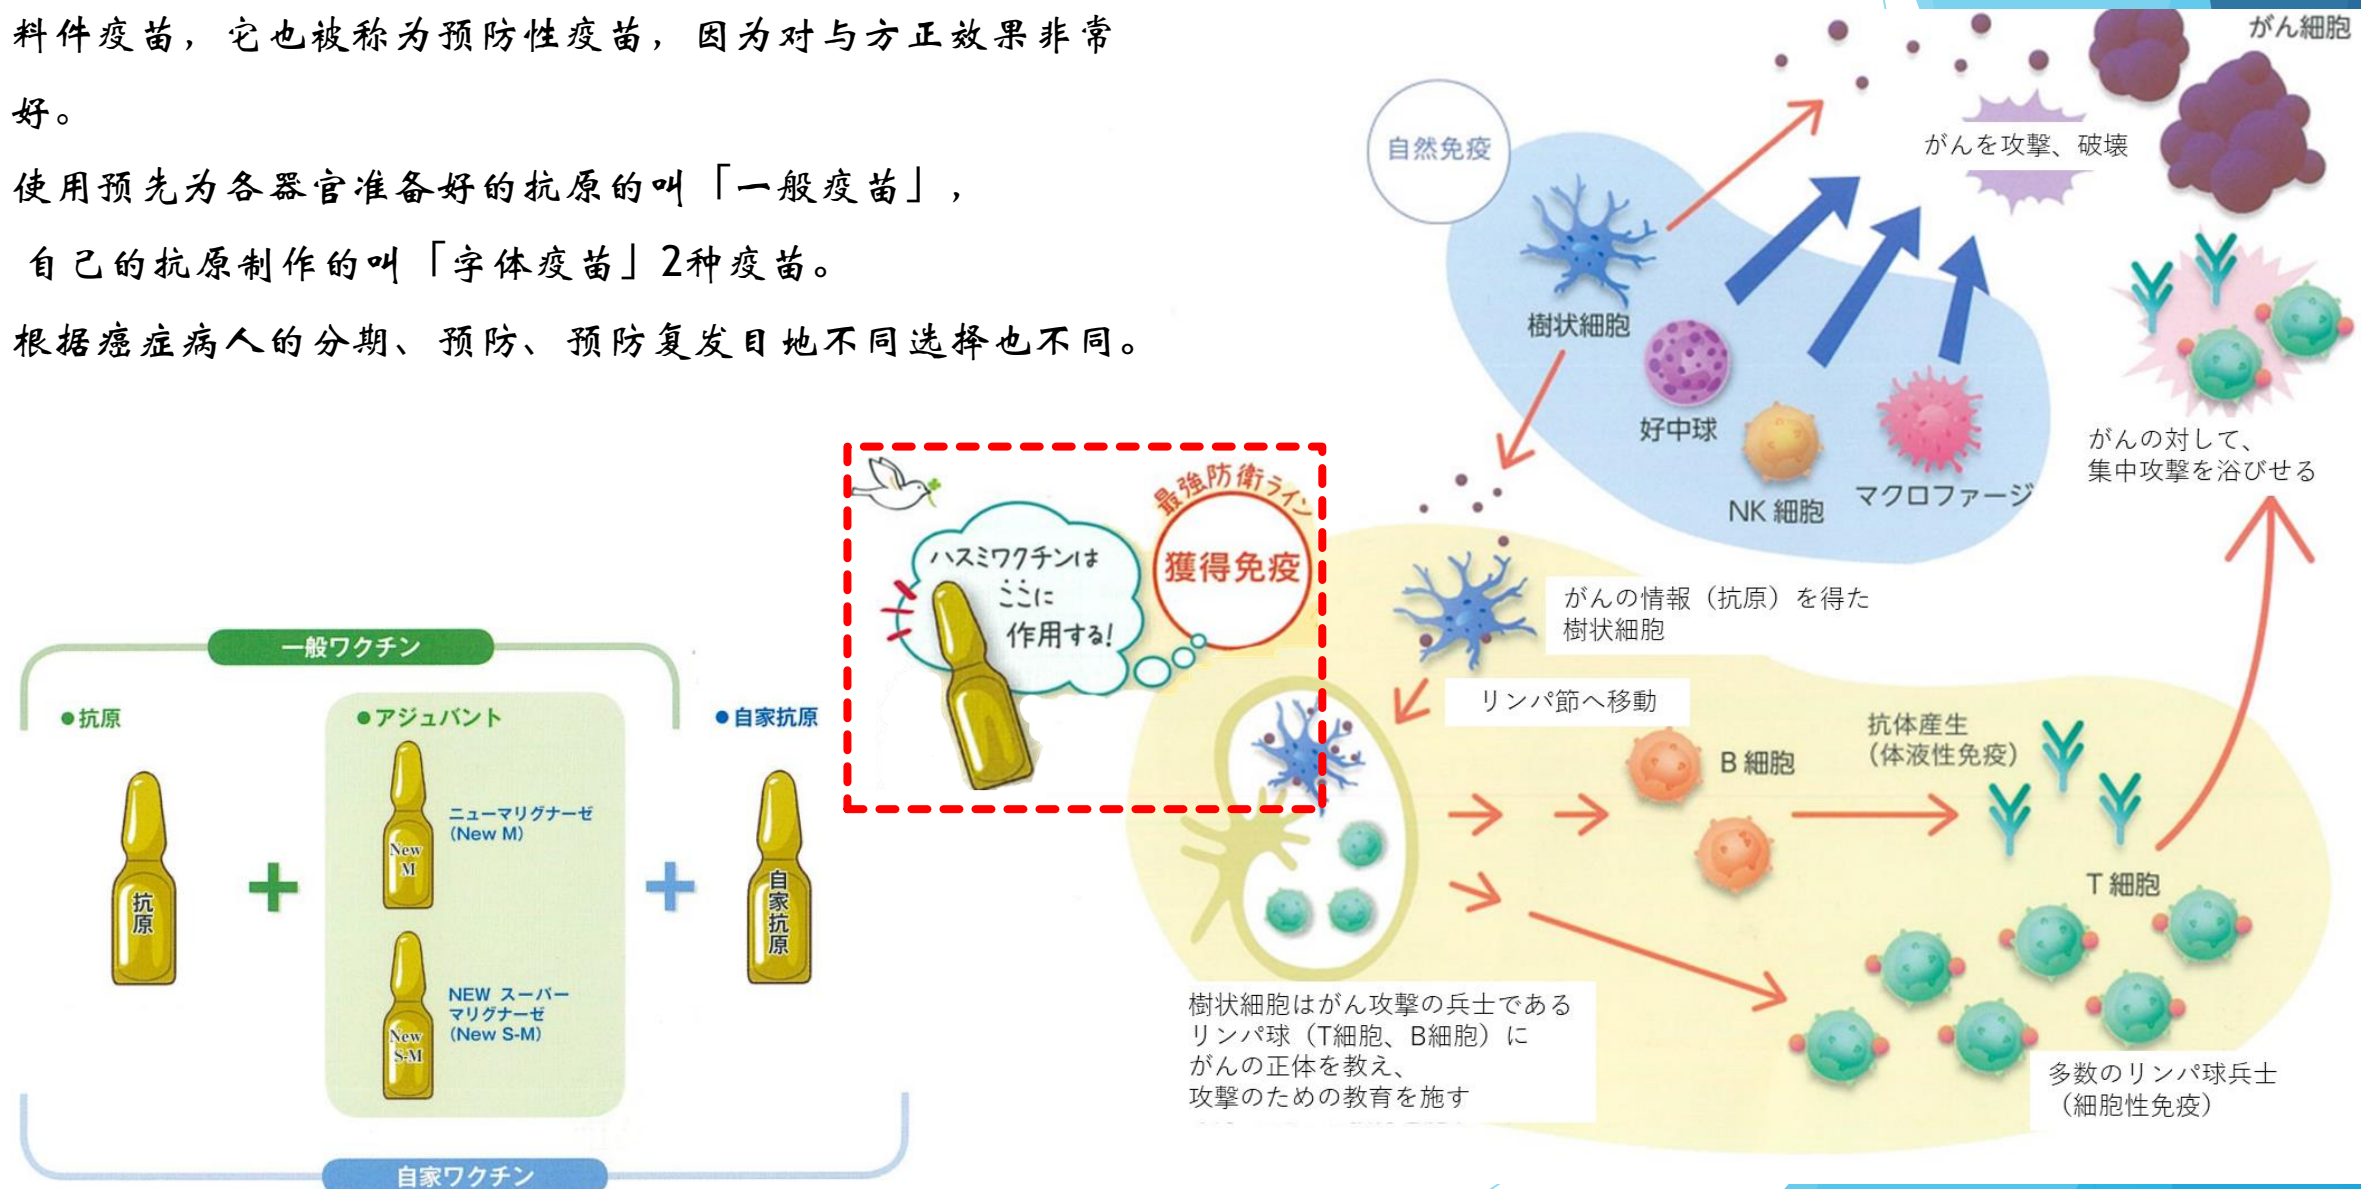 料件疫苗，它也被称为预防性疫苗，因为对与方正效果非常
好。
使用预先为各器官准备好的抗原的叫「一般疫苗」，
自己的抗原制作的叫「字体疫苗」2种疫苗。
根据癌症病人的分期、预防、预防复发目地不同选择也不同。
がん細胞
自然免疫
がんを攻撃、破壊
樹状細胞
好中球
NK 細胞
マクロファージ
がんの対して、
集中攻撃を浴びせる
最強防衛ライン
獲得免疫
ハスミワクチンは
ここに
作用する!
がんの情報（抗原）を得た
樹状細胞
リンパ節へ移動
B 細胞
抗体産生
（体液性免疫）
T 細胞
樹状細胞はがん攻撃の兵士である
リンパ球（T細胞、B細胞）に
がんの正体を教え、
攻撃のための教育を施す
多数のリンパ球兵士
（細胞性免疫）
一般ワクチン
●抗原
●アジュバント
●自家抗原
抗原
New
M
ニューマリグナーゼ
(New M)
New
S-M
NEW スーパー
マリグナーゼ
(New S-M)
自家抗原
自家ワクチン